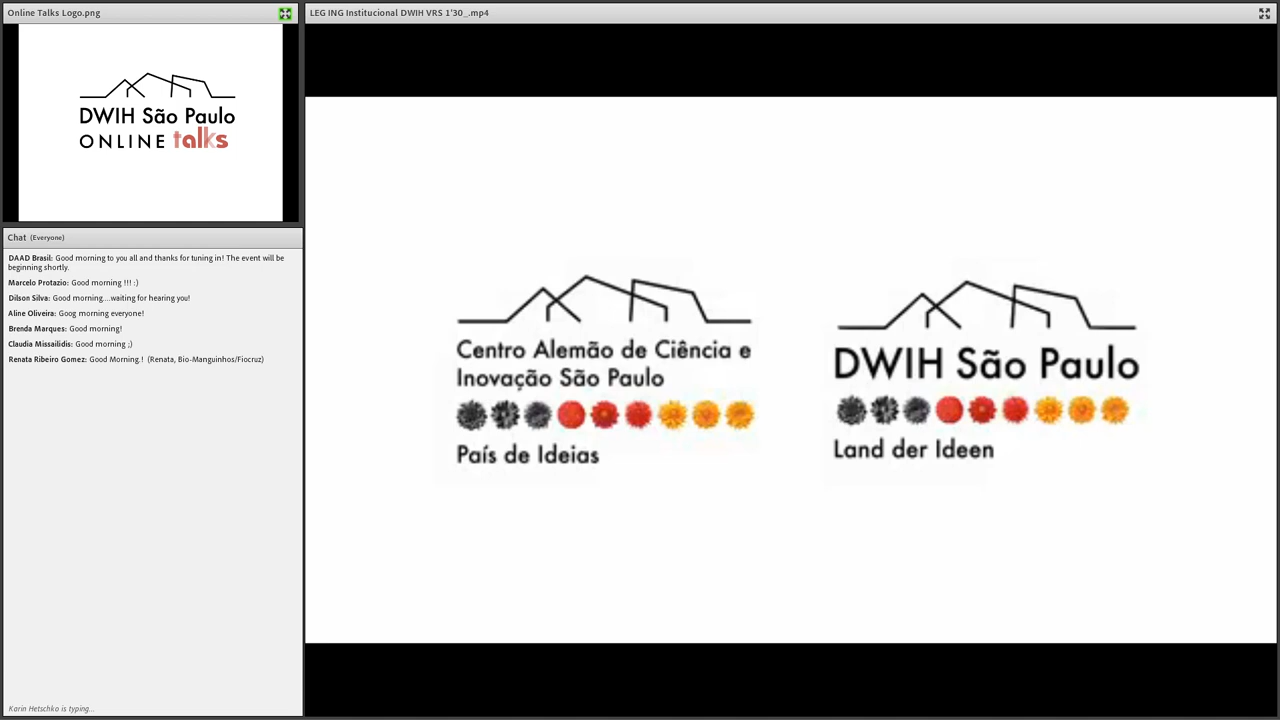 Online Talks Logo.png
DWIH São Paulo
ONLINE talks
Chat (Everyone)
DAAD Brasil: Good morning to you all and thanks for tuning in! The event will be
beginning shortly.
Marcelo Protazio: Good morning !!! :)
Dilson Silva: Good morning....waiting for hearing you!
Aline Oliveira: Goog morning everyone!
Brenda Marques: Good morning!
Claudia Missailidis: Good morning ;)
Renata Ribeiro Gomez: Good Morning ! (Renata, Bio-Manguinhos/Fiocruz)
Karin Hetschko is typing...
LEG ING Institucional DWIH VRS 1'30_.mp4
Centro Alemão de Ciência e
Inovação São Paulo
País de Ideias
DWIH São Paulo
Land der Ideen